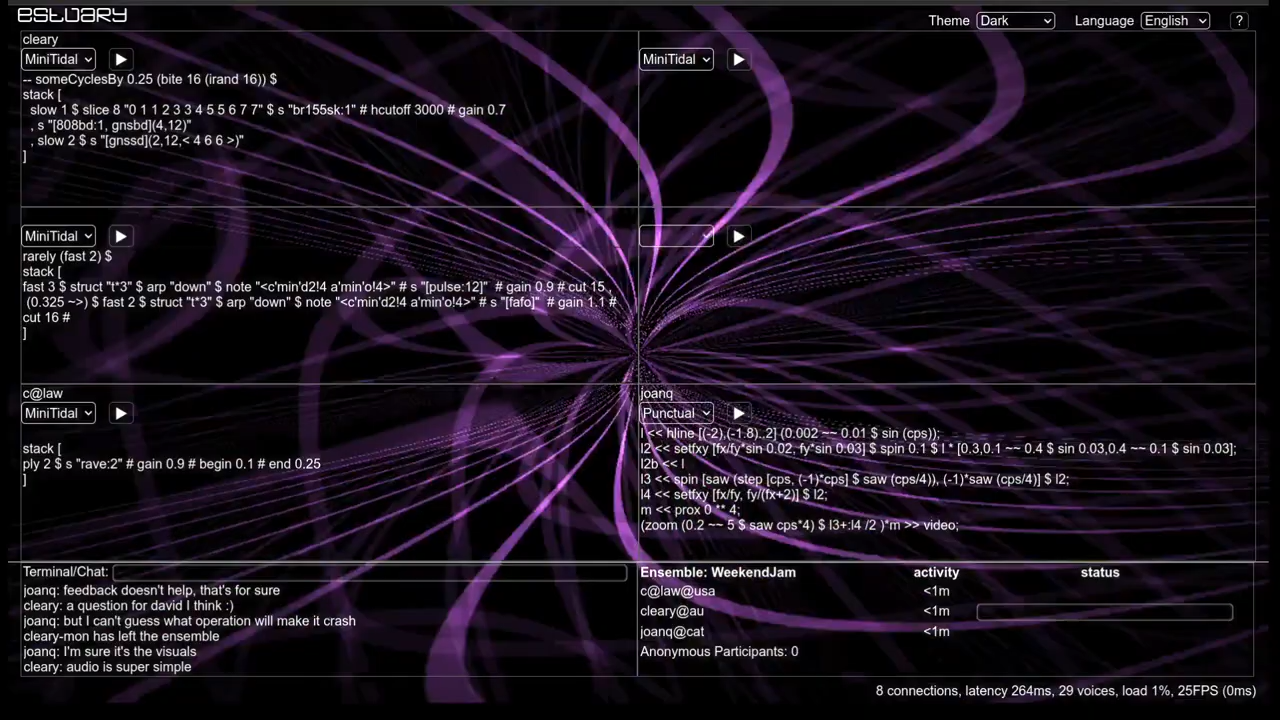 estuary
Theme Dark Language English ?
cleary
MiniTidal
-- someCyclesBy 0.25 (bite 16 (irand 16)) $
stack [
slow 1 $ slice 8 "0 1 1 2 3 3 4 5 5 6 7 7" $ s "br155sk:1" # hcutoff 3000 # gain 0.7
, s "[808bd:1, gnsbd](4,12)"
, slow 2 $ s "[gnssd](2,12,< 4 6 6 >)"
]
MiniTidal
MiniTidal
rarely (fast 2) $
stack [
fast 3 $ struct "t*3" $ arp "down" $ note "<c'min'd2!4 a'min'o!4>" # s "[pulse:12]" # gain 0.9 # cut 15 ,
(0.325 ~>) $ fast 2 $ struct "t*3" $ arp "down" $ note "<c'min'd2!4 a'min'o!4>" # s "[fafo]" # gain 1.1 #
cut 16 #
]
c@law
MiniTidal
stack [
ply 2 $ s "rave:2" # gain 0.9 # begin 0.1 # end 0.25
]
joanq
Punctual
l << hline [(-2),(-1.8)..2] (0.002 ~~ 0.01 $ sin (cps));
l2 << setfxy [fx/fy*sin 0.02, fy*sin 0.03] $ spin 0.1 $ l * [0.3,0.1 ~~ 0.4 $ sin 0.03,0.4 ~~ 0.1 $ sin 0.03];
l2b << l
l3 << spin [saw (step [cps, (-1)*cps] $ saw (cps/4)), (-1)*saw (cps/4)] $ l2;
l4 << setfxy [fx/fy, fy/(fx+2)] $ l2;
m << prox 0 ** 4;
(zoom (0.2 ~~ 5 $ saw cps*4) $ l3+:l4 /2 )*m >> video;
Terminal/Chat:
joanq: feedback doesn't help, that's for sure
cleary: a question for david I think :)
joanq: but I can't guess what operation will make it crash
cleary-mon has left the ensemble
joanq: I'm sure it's the visuals
cleary: audio is super simple
Ensemble: WeekendJam activity status
c@law@usa <1m
cleary@au <1m
joanq@cat <1m
Anonymous Participants: 0
8 connections, latency 264ms, 29 voices, load 1%, 25FPS (0ms)